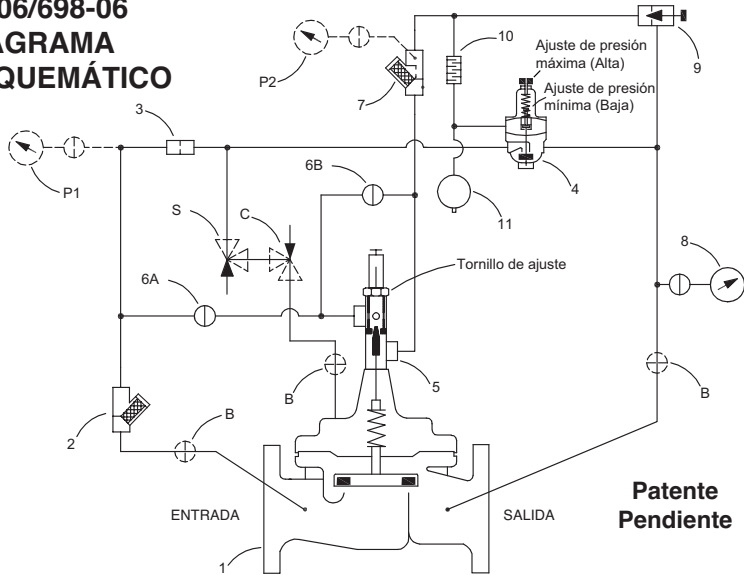 06/698-06
AGRAMA
QUEMÁTICO
10
9
P2
7
Ajuste de presión
máxima (Alta)
Ajuste de presión
mínima (Baja)
3
P1
4
6B
11
S
C
8
6A
Tornillo de ajuste
B
5
B
2
B
ENTRADA
SALIDA
Patente
Pendiente
1